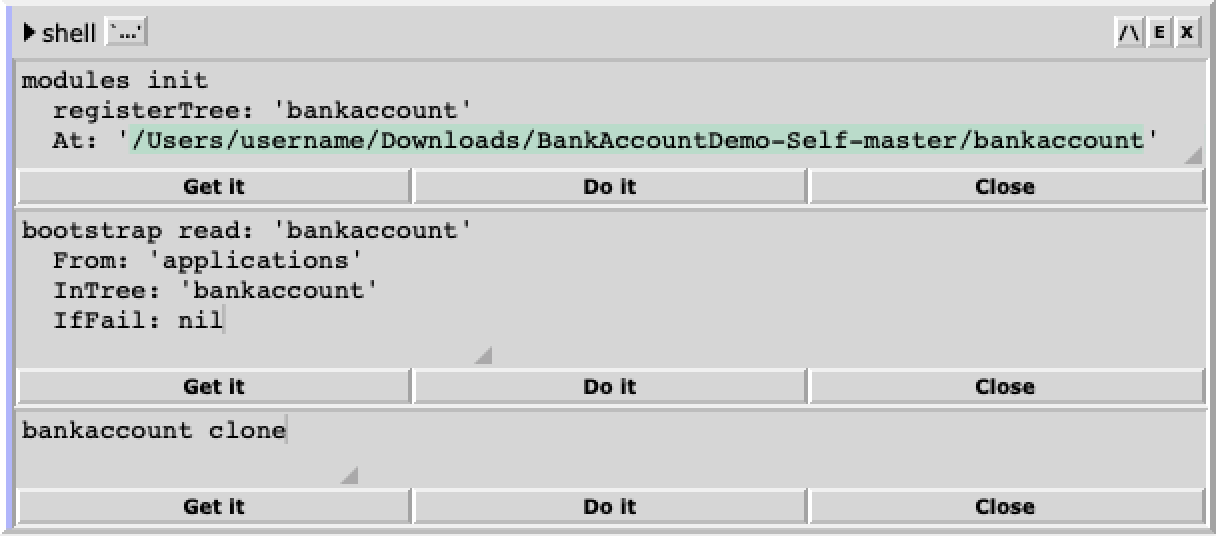 shell `...' /\ E X
modules init
registerTree: 'bankaccount'
At: '/Users/username/Downloads/BankAccountDemo-Self-master/bankaccount'
Get it Do it Close
bootstrap read: 'bankaccount'
From: 'applications'
InTree: 'bankaccount'
IfFail: nil
Get it Do it Close
bankaccount clone
Get it Do it Close